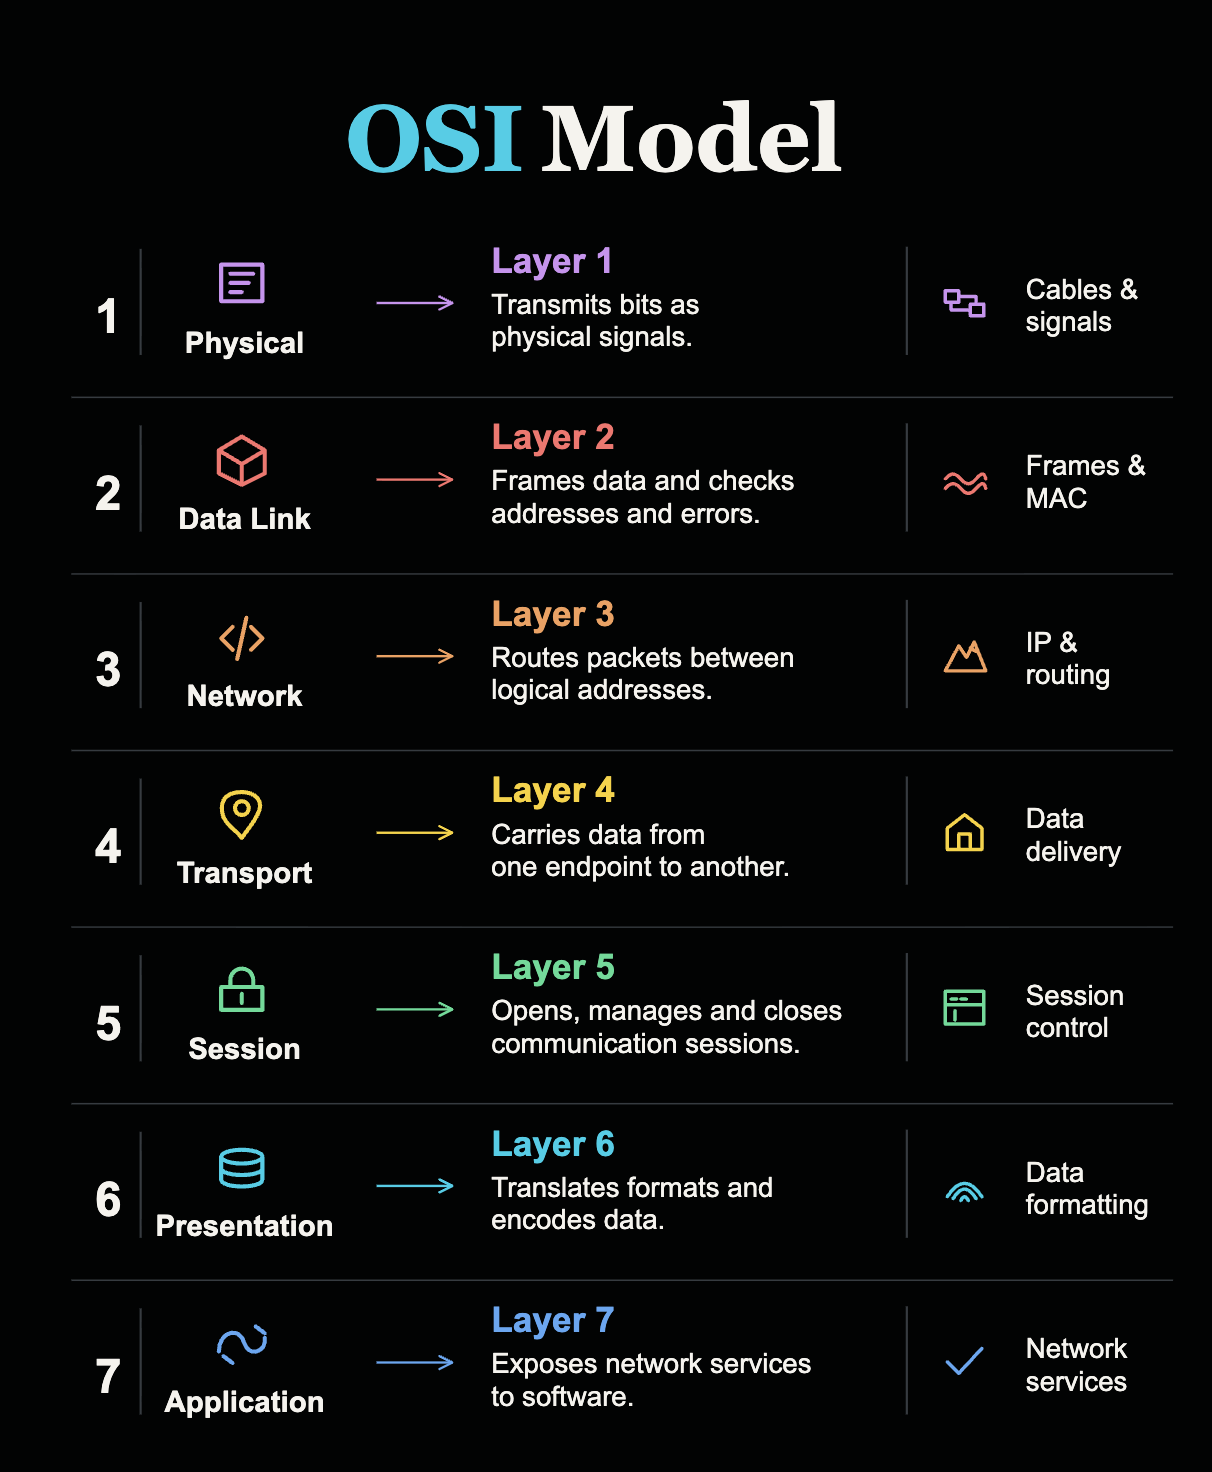 OSI Model
1
Physical
Layer 1
Transmits bits as
physical signals.
Cables &
signals
2
Data Link
Layer 2
Frames data and checks
addresses and errors.
Frames &
MAC
3
Network
Layer 3
Routes packets between
logical addresses.
IP &
routing
4
Transport
Layer 4
Carries data from
one endpoint to another.
Data
delivery
5
Session
Layer 5
Opens, manages and closes
communication sessions.
Session
control
6
Presentation
Layer 6
Translates formats and
encodes data.
Data
formatting
7
Application
Layer 7
Exposes network services
to software.
Network
services